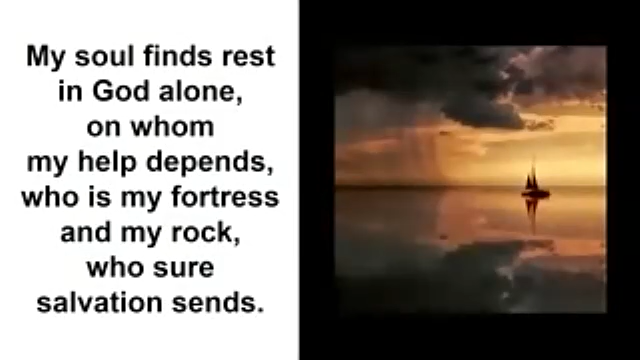 My soul finds rest
in God alone,
on whom
my help depends,
who is my fortress
and my rock,
who sure
salvation sends.